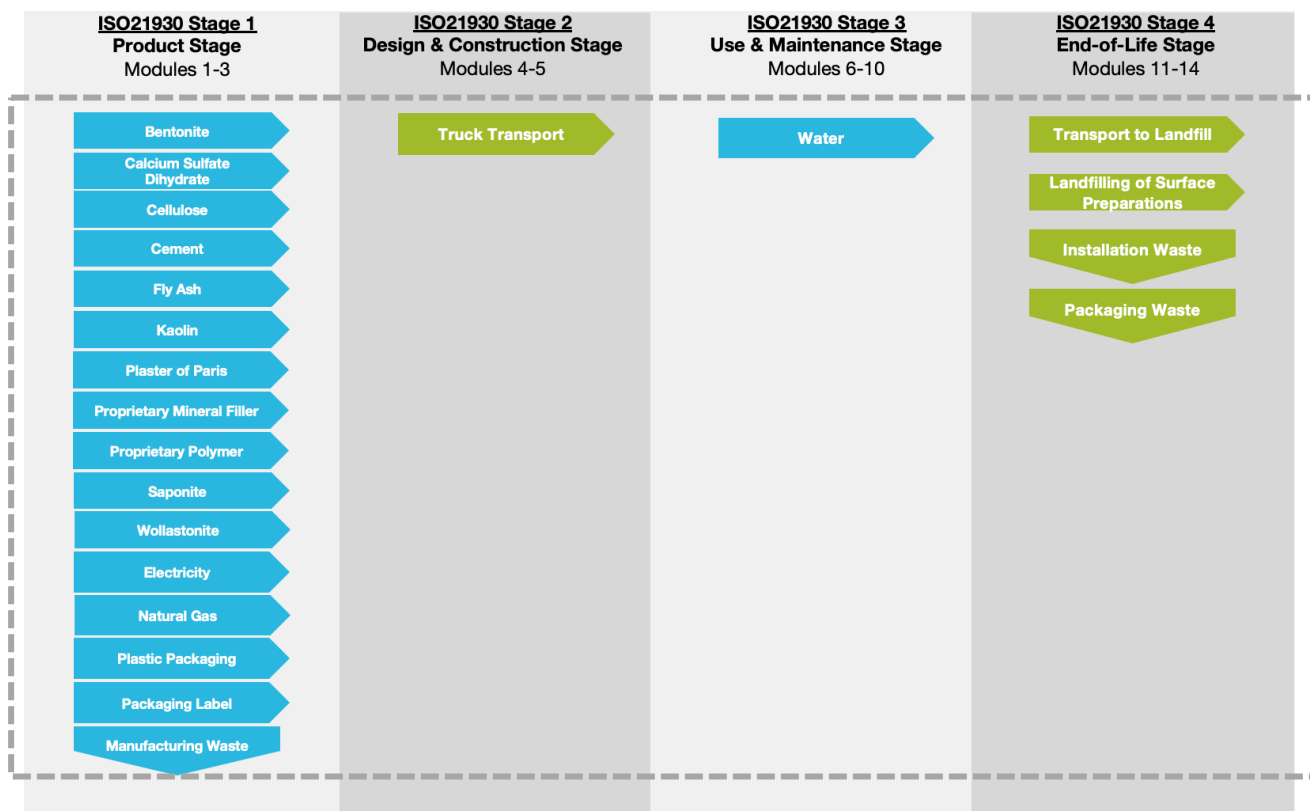 ISO21930 Stage 1
Product Stage
Modules 1-3
Bentonite
Calcium Sulfate
Dihydrate
Cellulose
Cement
Fly Ash
Kaolin
Plaster of Paris
Proprietary Mineral Filler
Proprietary Polymer
Saponite
Wollastonite
Electricity
Natural Gas
Plastic Packaging
Packaging Label
Manufacturing Waste
ISO21930 Stage 2
Design & Construction Stage
Modules 4-5
Truck Transport
ISO21930 Stage 3
Use & Maintenance Stage
Modules 6-10
Water
ISO21930 Stage 4
End-of-Life Stage
Modules 11-14
Transport to Landfill
Landfilling of Surface
Preparations
Installation Waste
Packaging Waste